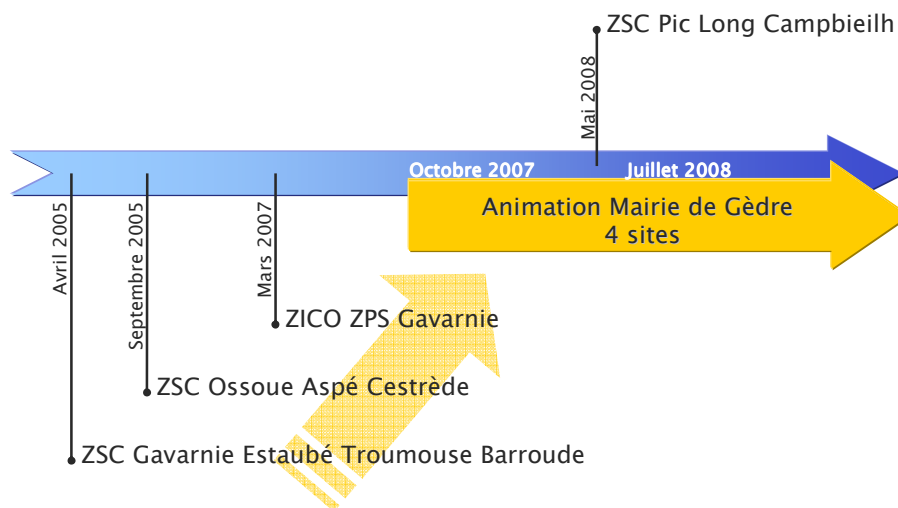 ZSC Pic Long Campbieilh
Mai 2008
Octobre 2007
Juillet 2008
Animation Mairie de Gèdre
4 sites
Avril 2005
Septembre 2005
Mars 2007
ZICO ZPS Gavarnie
ZSC Ossoue Aspé Cestrède
ZSC Gavarnie Estaubé Troumouse Barroude